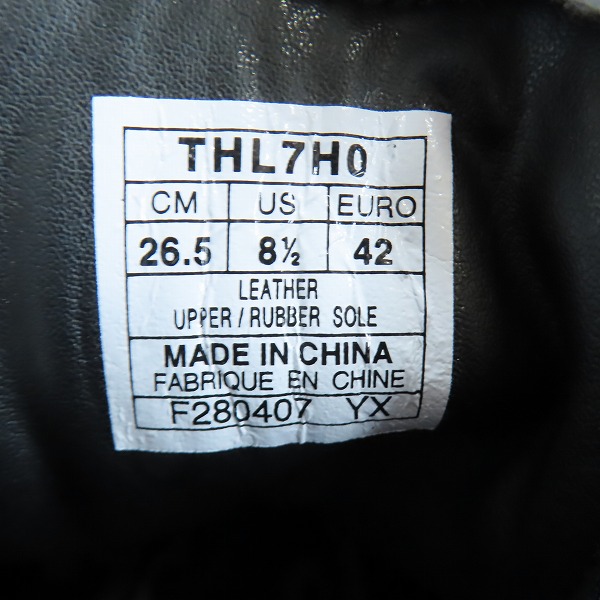 THL7H0
CM US EURO
26.5 8½ 42
LEATHER
UPPER / RUBBER SOLE
MADE IN CHINA
FABRIQUE EN CHINE
F280407 YX